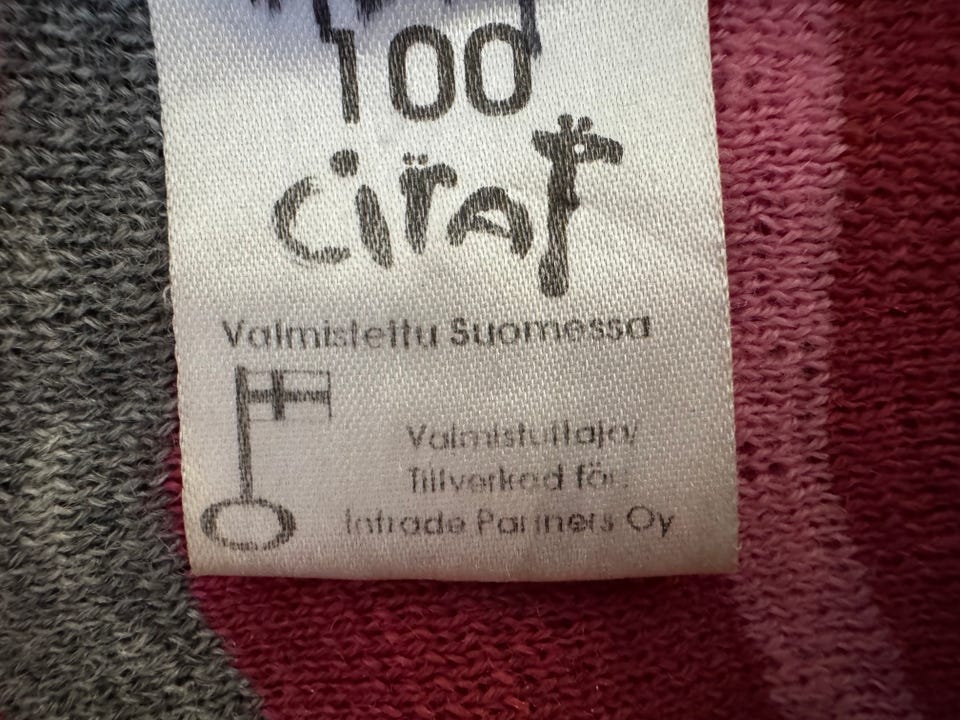 100
CiraF
Valmistettu Suomessa
Valmistuttaja/
Tillverkad för:
Intrade Partners Oy